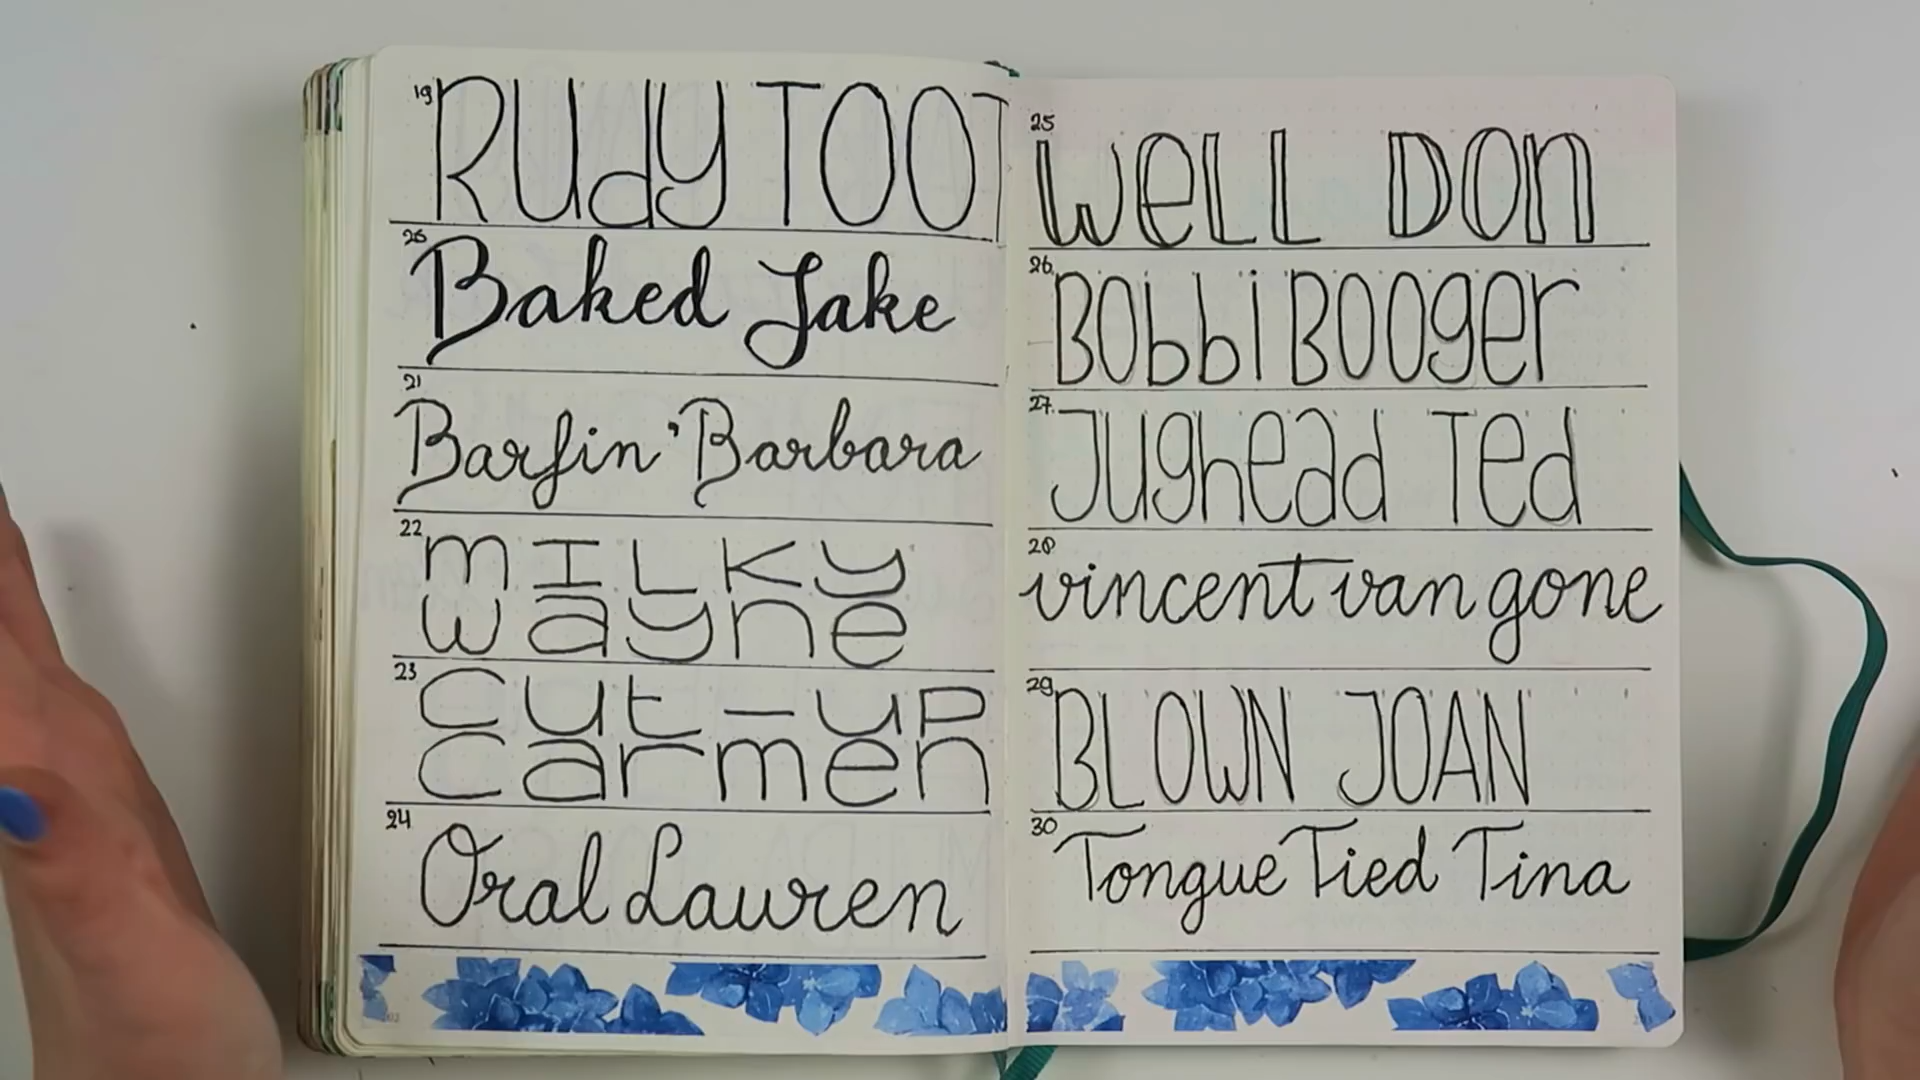 19
RUdy TOOT
20
Baked Jake
21
Barfin' Barbara
22
mILKy
wayne
23
cut-up
carmen
24
Oral Lauren
25
Well Don
26
BObbi BOOger
27
Jughead Ted
28
vincent van gone
29
BLOWN JOAN
30
Tongue Tied Tina